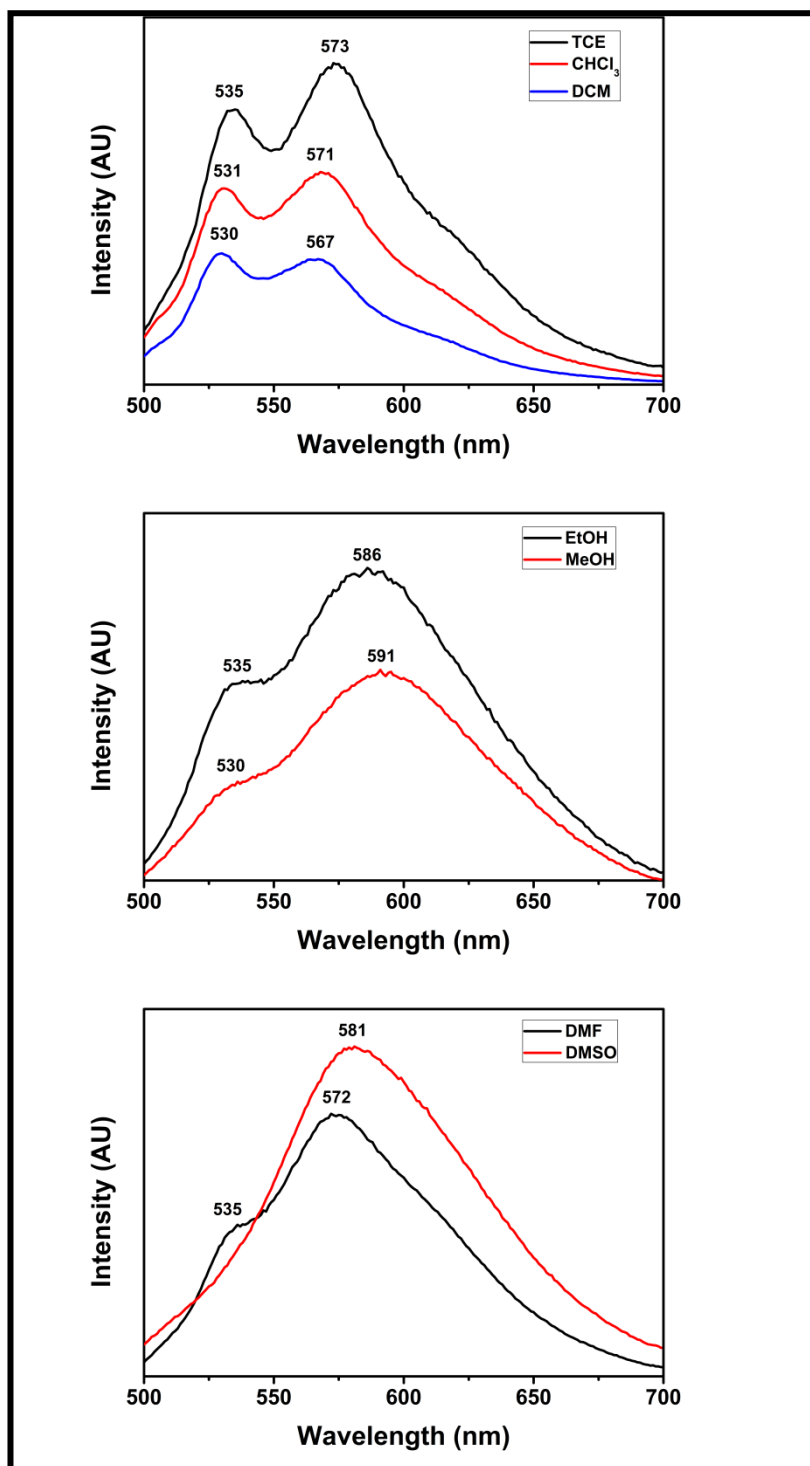 TCE
CHCl₃
DCM
573
535
531
571
530
567
Intensity (AU)
500 550 600 650 700
Wavelength (nm)
EtOH
MeOH
586
535
591
530
Intensity (AU)
500 550 600 650 700
Wavelength (nm)
DMF
DMSO
581
572
535
Intensity (AU)
500 550 600 650 700
Wavelength (nm)